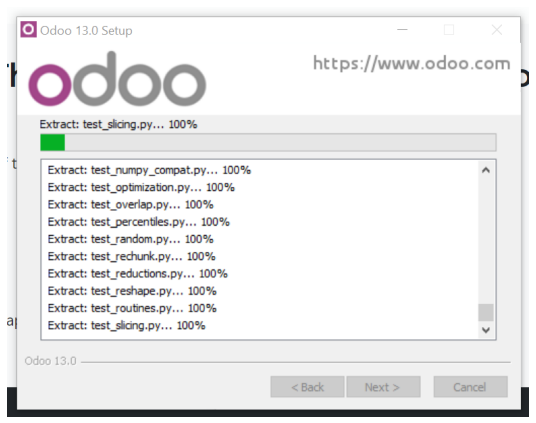 Odoo 13.0 Setup
odoo
https://www.odoo.com
Extract: test_slicing.py... 100%
Extract: test_numpy_compat.py... 100%
Extract: test_optimization.py... 100%
Extract: test_overlap.py... 100%
Extract: test_percentiles.py... 100%
Extract: test_random.py... 100%
Extract: test_rechunk.py... 100%
Extract: test_reductions.py... 100%
Extract: test_reshape.py... 100%
Extract: test_routines.py... 100%
Extract: test_slicing.py... 100%
Odoo 13.0
< Back
Next >
Cancel